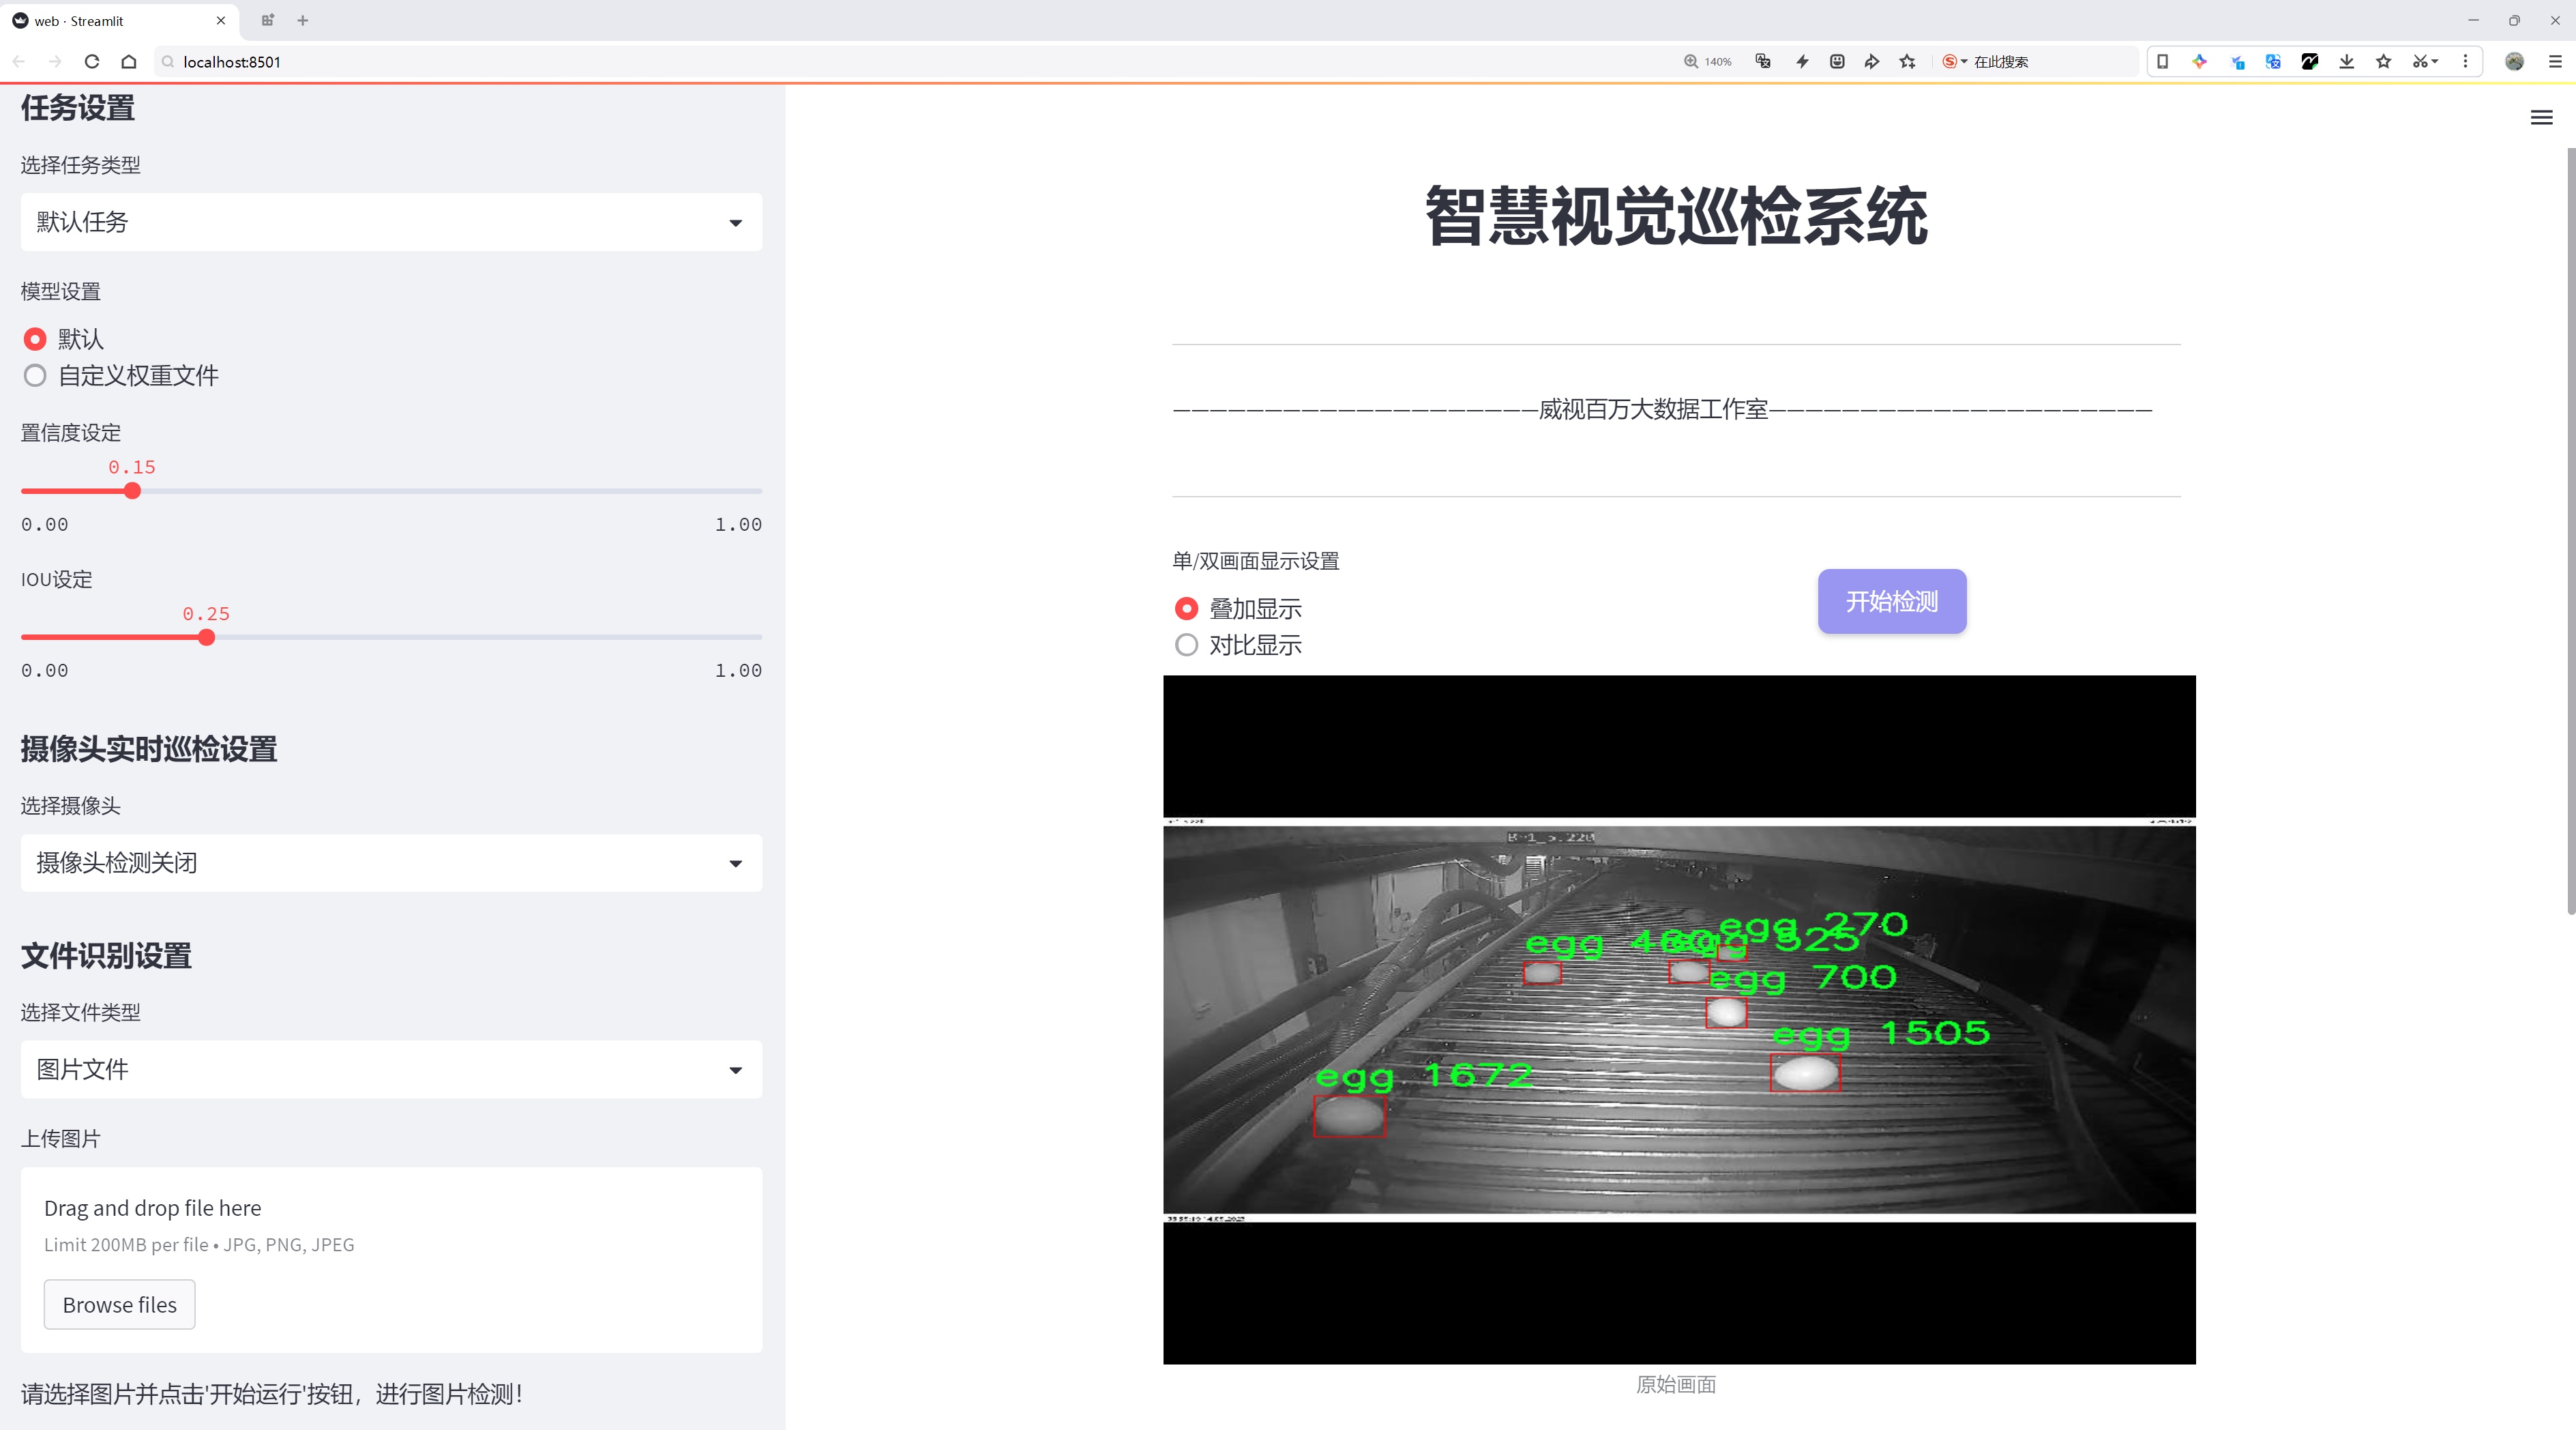 web · Streamlit
localhost:8501
140%
在此搜索
任务设置
选择任务类型
默认任务
模型设置
默认
自定义权重文件
置信度设定
0.15
0.00 1.00
IOU设定
0.25
0.00 1.00
摄像头实时巡检设置
选择摄像头
摄像头检测关闭
文件识别设置
选择文件类型
图片文件
上传图片
Drag and drop file here
Limit 200MB per file • JPG, PNG, JPEG
Browse files
请选择图片并点击'开始运行'按钮，进行图片检测！
智慧视觉巡检系统
—————————————————————威视百万大数据工作室——————————————————————
单/双画面显示设置
叠加显示
对比显示
开始检测
egg 270
egg
egg 325
egg 700
egg 1505
egg 1672
原始画面